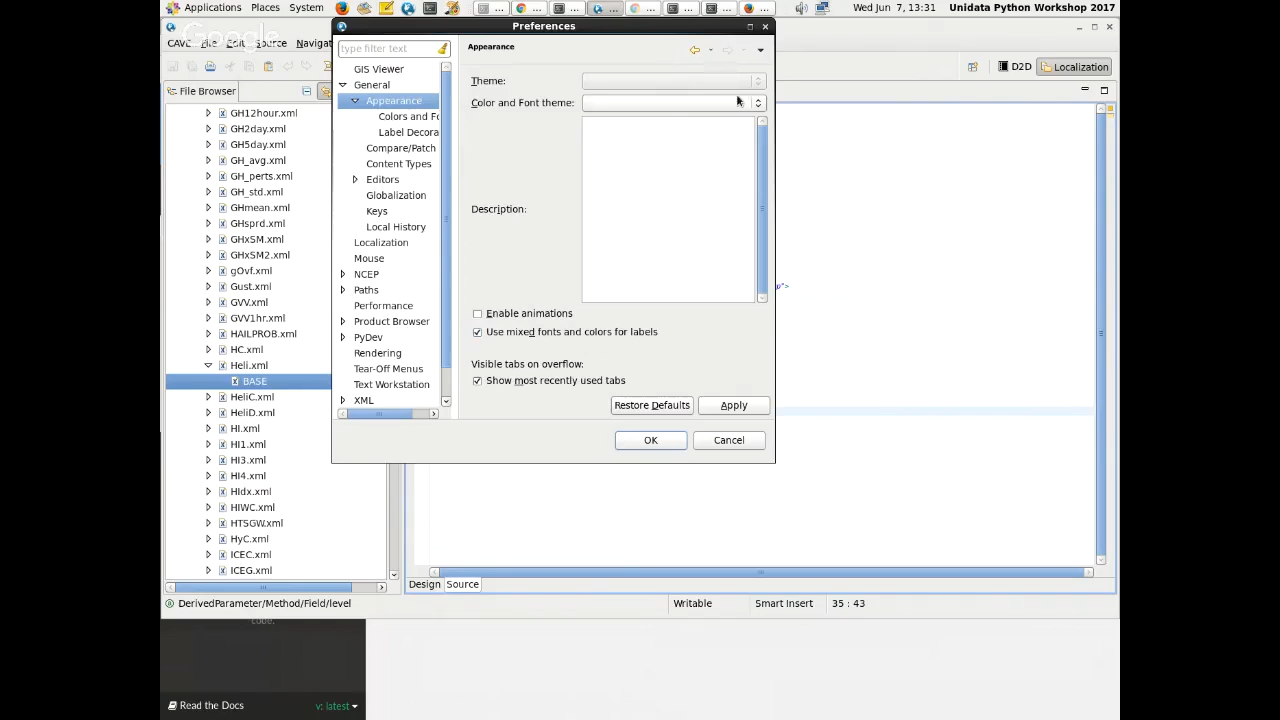 Applications Places System
Wed Jun 7, 13:31 Unidata Python Workshop 2017
Preferences
CAVE File Edit Source Navigat
Google
D2D Localization
File Browser
GH12hour.xml
GH2day.xml
GH5day.xml
GH_avg.xml
GH_perts.xml
GH_std.xml
GHmean.xml
GHsprd.xml
GHxSM.xml
GHxSM2.xml
gOvf.xml
Gust.xml
GVV.xml
GVV1hr.xml
HAILPROB.xml
HC.xml
Heli.xml
BASE
HeliC.xml
HeliD.xml
HI.xml
HI1.xml
HI3.xml
HI4.xml
HIdx.xml
HIWC.xml
HTSGW.xml
HyC.xml
ICEC.xml
ICEG.xml
type filter text
GIS Viewer
General
Appearance
Colors and Fo
Label Decora
Compare/Patch
Content Types
Editors
Globalization
Keys
Local History
Localization
Mouse
NCEP
Paths
Performance
Product Browser
PyDev
Rendering
Tear-Off Menus
Text Workstation
XML
Appearance
Theme:
Color and Font theme:
Description:
Enable animations
Use mixed fonts and colors for labels
Visible tabs on overflow:
Show most recently used tabs
Restore Defaults Apply
OK Cancel
p">
Design Source
DerivedParameter/Method/Field/level Writable Smart Insert 35 : 43
code.
Read the Docs v: latest